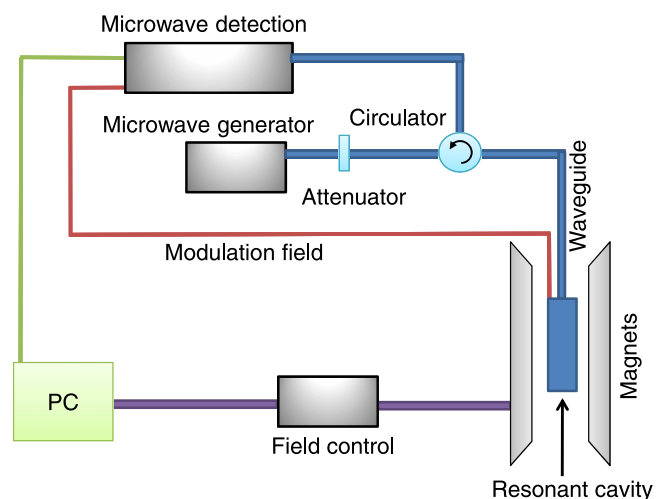 Microwave detection
Microwave generator
Circulator
Attenuator
Waveguide
Modulation field
Magnets
PC
Field control
Resonant cavity